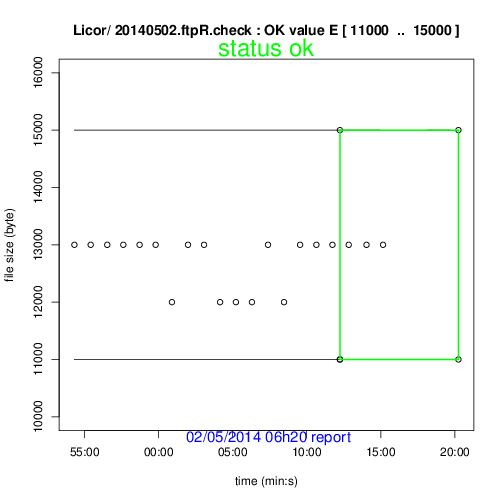 Licor/ 20140502.ftpR.check : OK value E [ 11000  ..  15000 ]
status ok
file size (byte)
16000
15000
14000
13000
12000
11000
10000
02/05/2014 06h20 report
55:00 00:00 05:00 10:00 15:00 20:00
time (min:s)